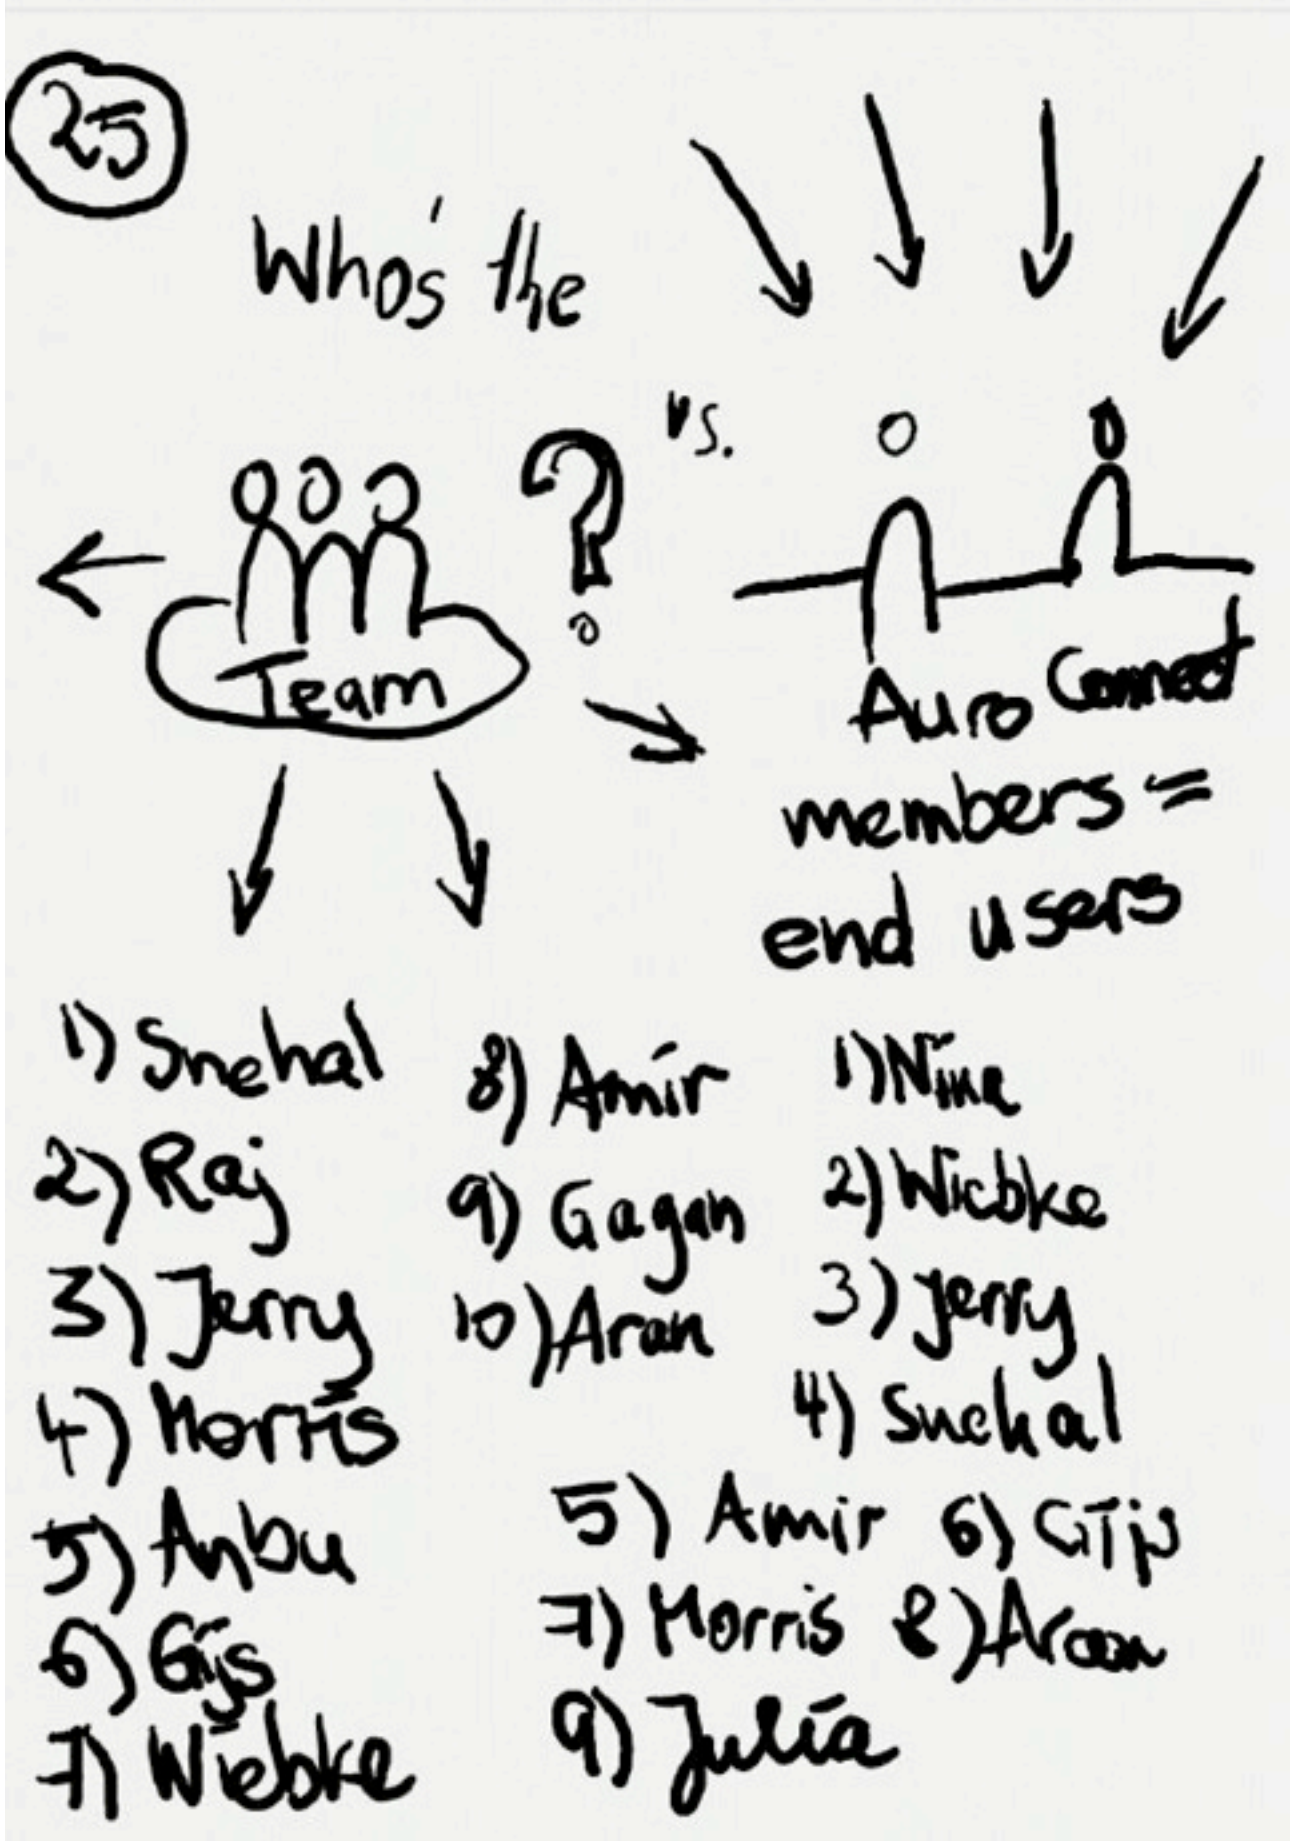 25
Who's the
Team ?
vs.
Auro Connect
members =
end users
1) Snehal
2) Raj
3) Jerry
4) Morris
5) Anbu
6) Gijs
7) Wiebke
8) Amir
9) Gagan
10) Aran
1) Nina
2) Wiebke
3) Jerry
4) Snehal
5) Amir 6) Gijs
7) Morris 8) Aran
9) Julia